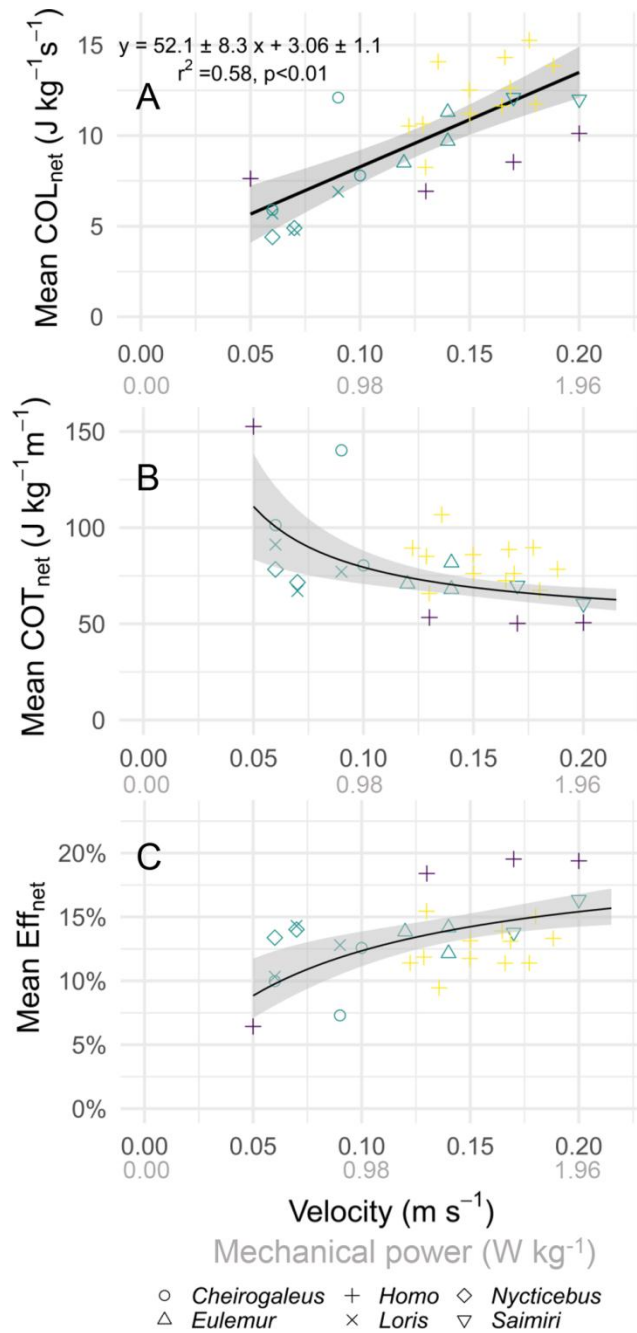 y = 52.1 ± 8.3 x + 3.06 ± 1.1
r² =0.58, p<0.01
A
Mean COLnet (J kg⁻¹s⁻¹)
15
10
5
0
0.00 0.05 0.10 0.15 0.20
0.00 0.98 1.96
B
Mean COTnet (J kg⁻¹m⁻¹)
150
100
50
0
0.00 0.05 0.10 0.15 0.20
0.00 0.98 1.96
C
Mean Effnet
20%
15%
10%
5%
0%
0.00 0.05 0.10 0.15 0.20
0.00 0.98 1.96
Velocity (m s⁻¹)
Mechanical power (W kg⁻¹)
Cheirogaleus Homo Nycticebus
Eulemur Loris Saimiri